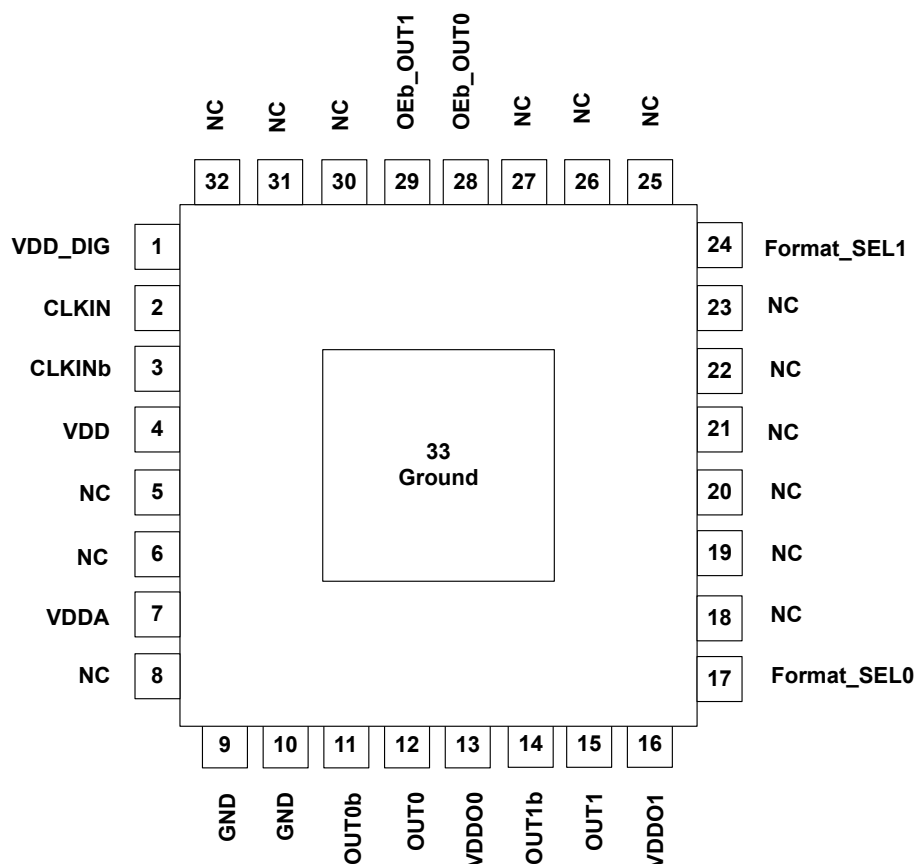 NC NC NC OEb_OUT1 OEb_OUT0 NC NC NC
32 31 30 29 28 27 26 25
VDD_DIG 1 24 Format_SEL1
CLKIN 2 23 NC
CLKINb 3 22 NC
VDD 4 21 NC
33
Ground
NC 5 20 NC
NC 6 19 NC
VDDA 7 18 NC
NC 8 17 Format_SEL0
9 10 11 12 13 14 15 16
GND GND OUT0b OUT0 VDDO0 OUT1b OUT1 VDDO1